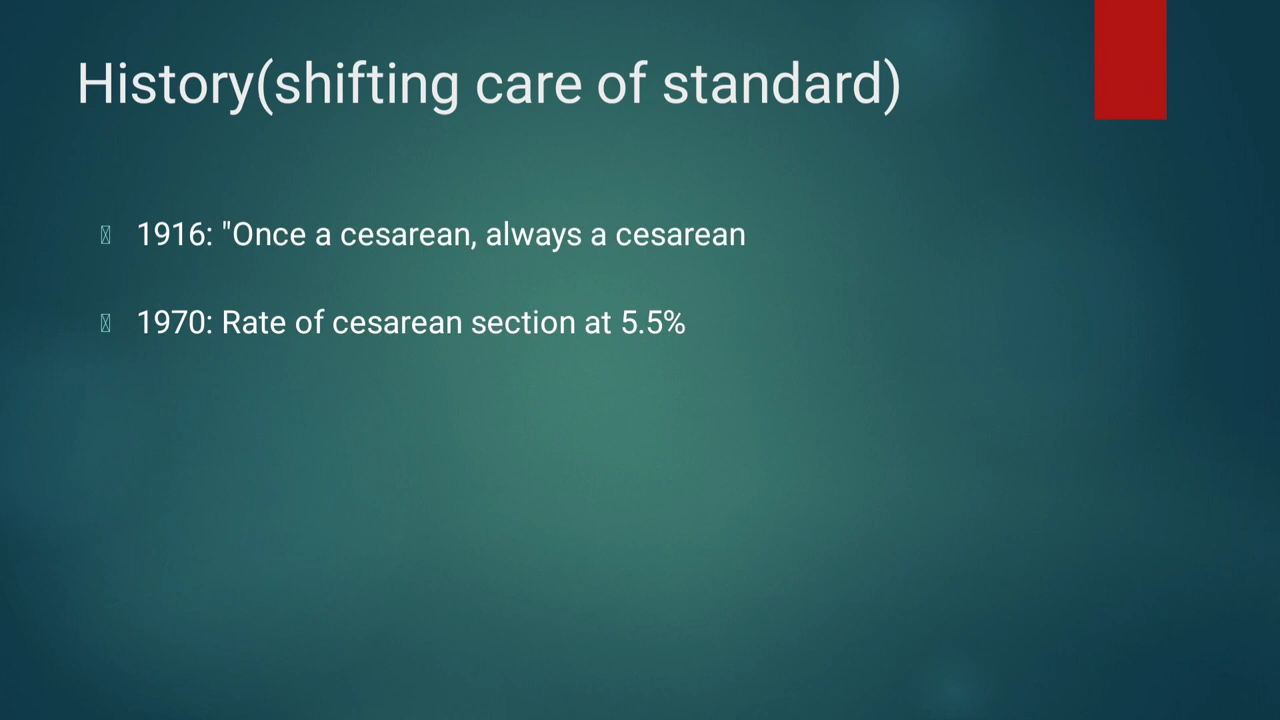 History(shifting care of standard)
1916: "Once a cesarean, always a cesarean
1970: Rate of cesarean section at 5.5%